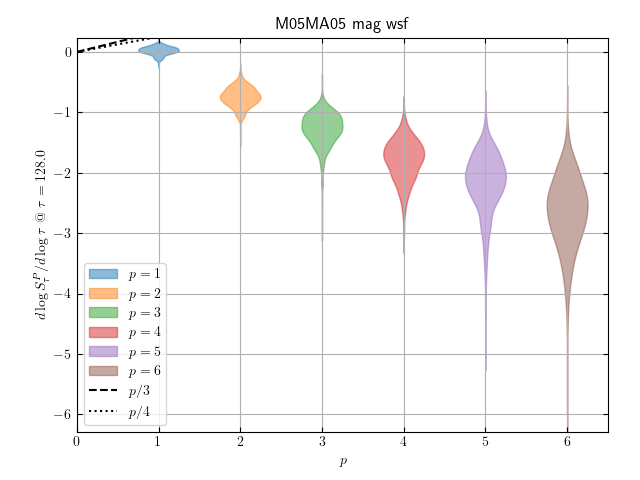 M05MA05 mag wsf
d log S_τ^P / d log τ @ τ = 128.0
0
−1
−2
−3
−4
−5
−6
p = 1
p = 2
p = 3
p = 4
p = 5
p = 6
p/3
p/4
0 1 2 3 4 5 6
p